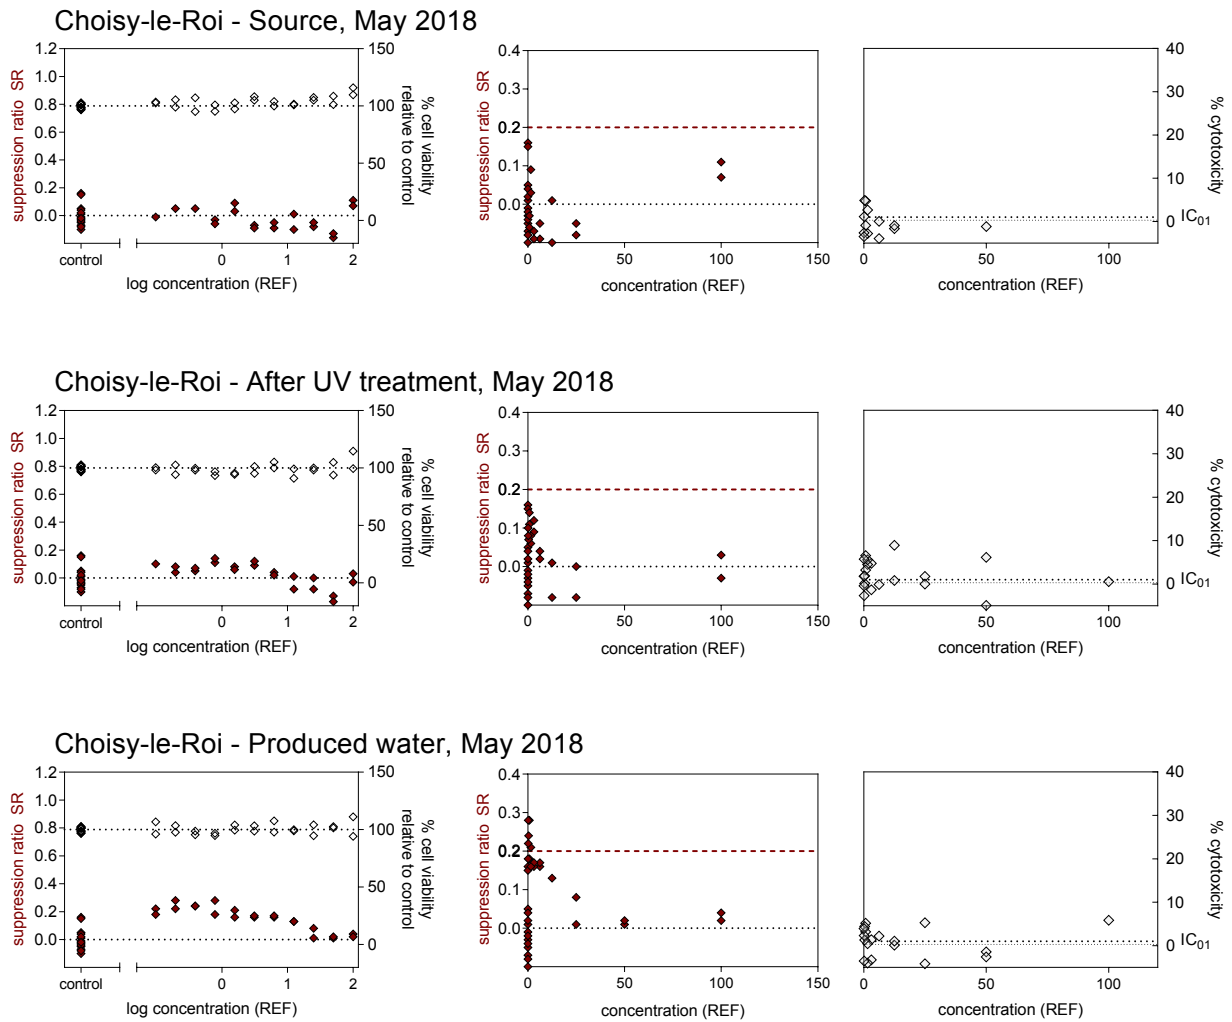 Choisy-le-Roi - Source, May 2018
1.2
1.0
0.8
0.6
0.4
0.2
0.0
suppression ratio SR
150
100
50
0
% cell viability
relative to control
control
0
1
2
log concentration (REF)
0.4
0.3
0.2
0.1
0.0
suppression ratio SR
0
50
100
150
concentration (REF)
40
30
20
10
0
IC01
% cytotoxicity
0
50
100
concentration (REF)
Choisy-le-Roi - After UV treatment, May 2018
1.2
1.0
0.8
0.6
0.4
0.2
0.0
suppression ratio SR
150
100
50
0
% cell viability
relative to control
control
0
1
2
log concentration (REF)
0.4
0.3
0.2
0.1
0.0
suppression ratio SR
0
50
100
150
concentration (REF)
40
30
20
10
0
IC01
% cytotoxicity
0
50
100
concentration (REF)
Choisy-le-Roi - Produced water, May 2018
1.2
1.0
0.8
0.6
0.4
0.2
0.0
suppression ratio SR
150
100
50
0
% cell viability
relative to control
control
0
1
2
log concentration (REF)
0.4
0.3
0.2
0.1
0.0
suppression ratio SR
0
50
100
150
concentration (REF)
40
30
20
10
0
IC01
% cytotoxicity
0
50
100
concentration (REF)